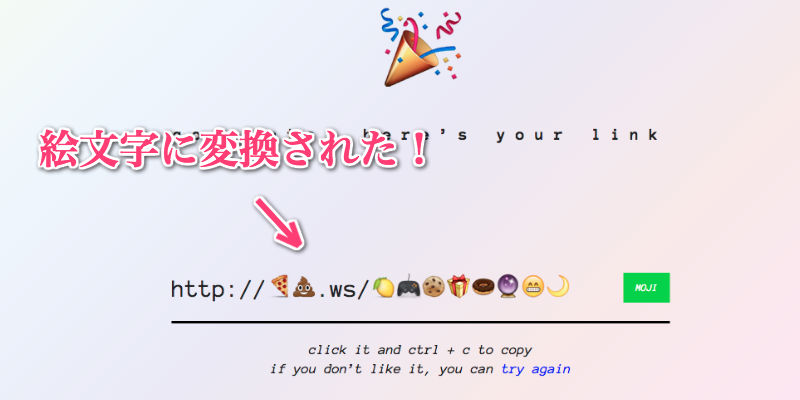 here's your link
絵文字に変換された！
http://🍕💩.ws/🍋🎮🍪🎁🍩🔮😁🌙
MOJI
click it and ctrl + c to copy
if you don't like it, you can try again